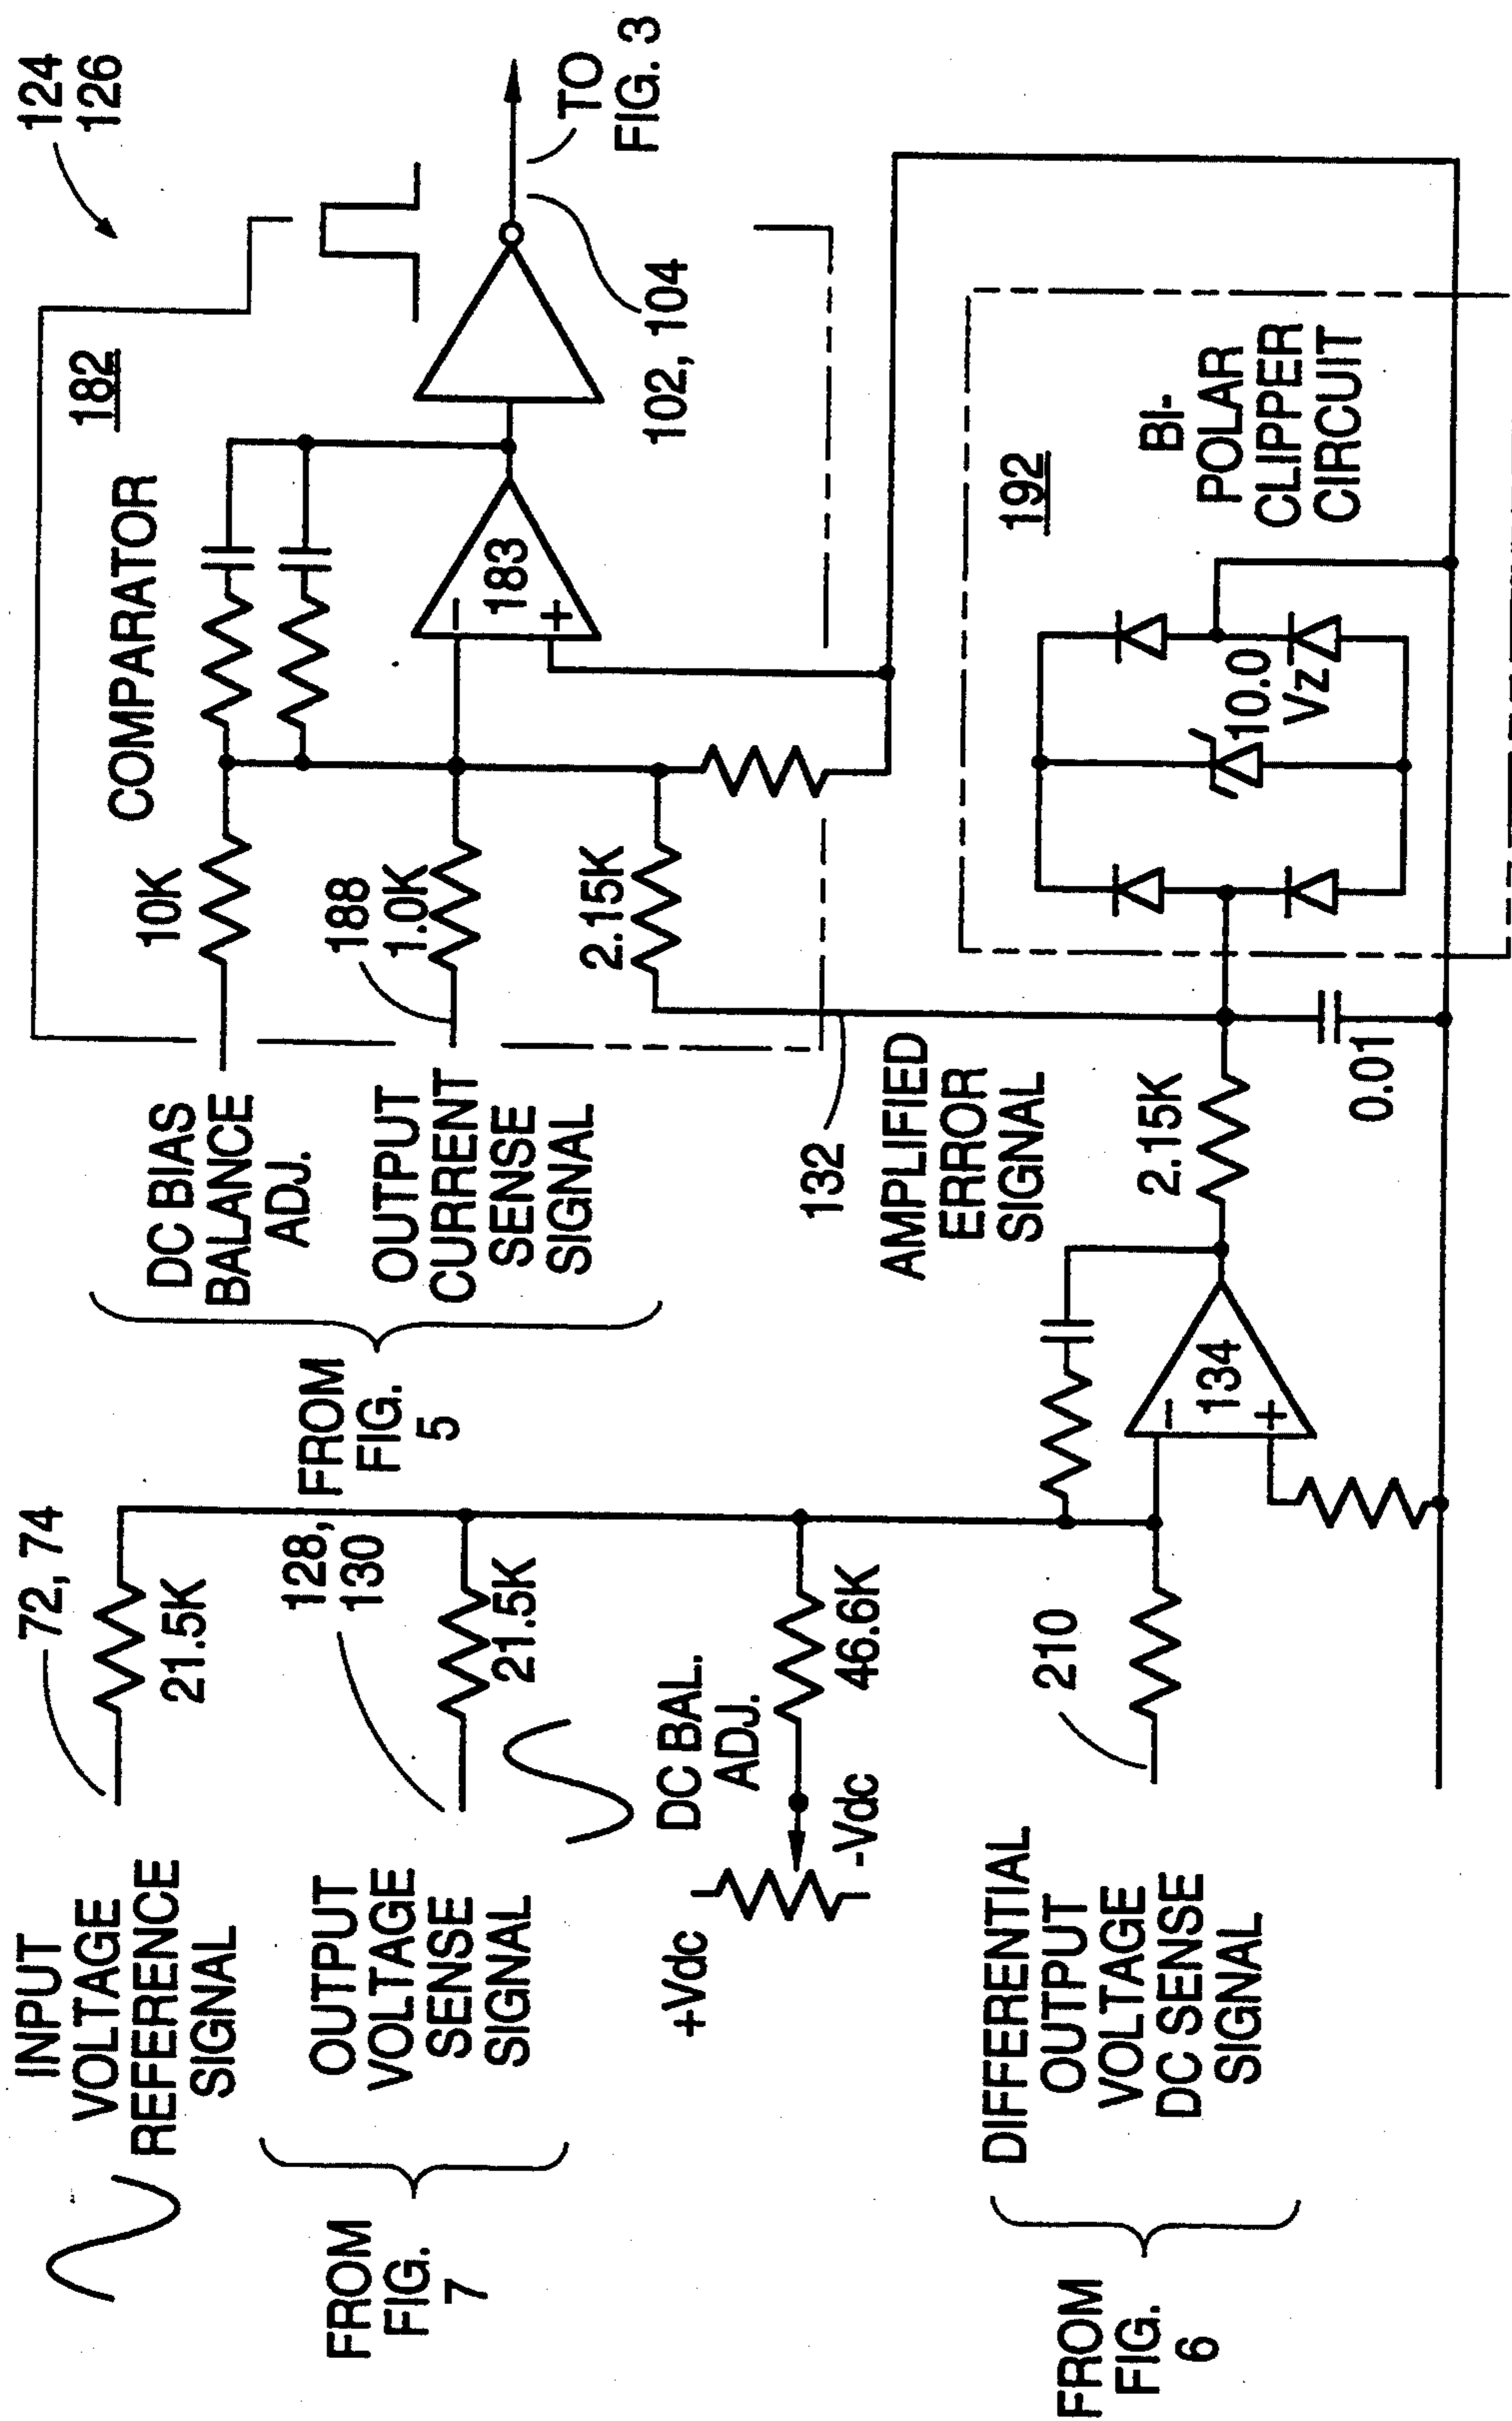 124
126
TO
FIG. 3
182
COMPARATOR
10K
188
1.0K
2.15K
183
−
+
102, 104
DC BIAS
BALANCE
ADJ.
OUTPUT
CURRENT
SENSE
SIGNAL
FROM
FIG.
5
72, 74
21.5K
INPUT
VOLTAGE
REFERENCE
SIGNAL
128,
130
21.5K
OUTPUT
VOLTAGE
SENSE
SIGNAL
FROM
FIG.
7
DC BAL.
ADJ.
46.6K
+Vdc
-Vdc
132
AMPLIFIED
ERROR
SIGNAL
2.15K
0.01
134
−
+
210
DIFFERENTIAL
OUTPUT
VOLTAGE
DC SENSE
SIGNAL
FROM
FIG.
6
192
BI-
POLAR
CLIPPER
CIRCUIT
10.0
Vz